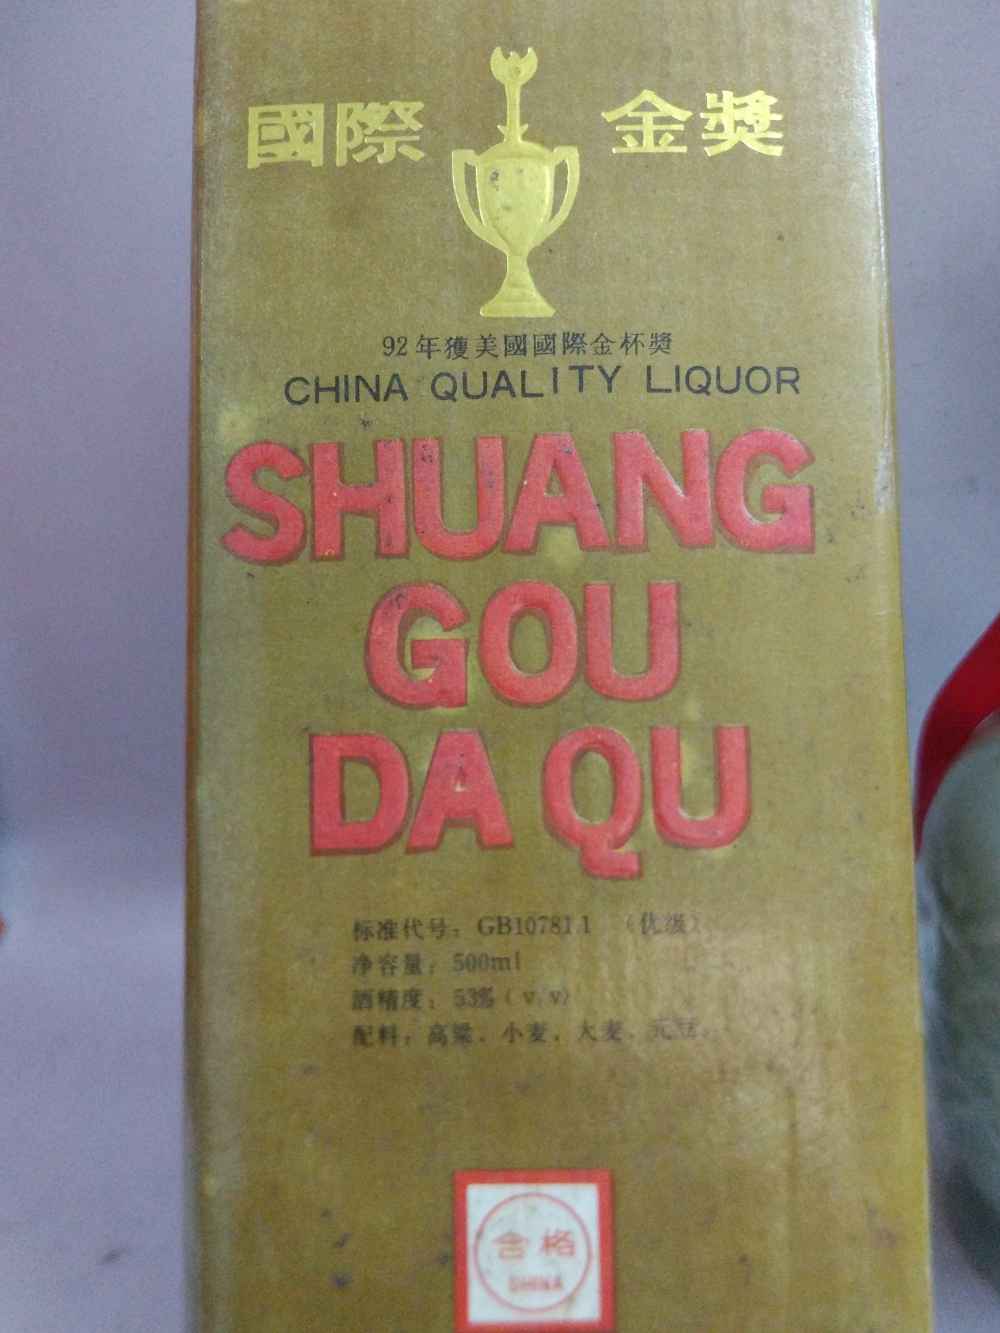 國際 金獎
92年獲美國國際金杯獎
CHINA QUALITY LIQUOR
SHUANG
GOU
DA QU
标准代号：GB10781.1 （优级）
净容量：500ml
酒精度：53%（v/v）
配料：高粱、小麦、大麦、元豆。
合格
CHINA